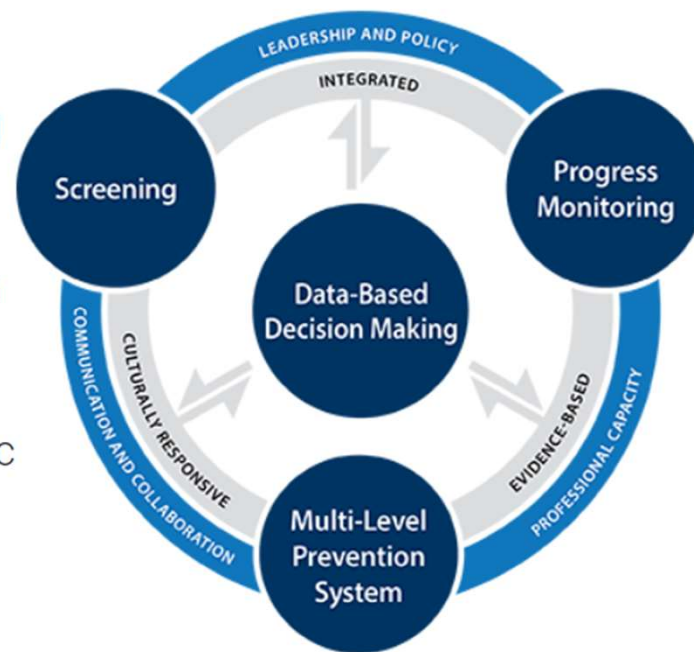 LEADERSHIP AND POLICY
INTEGRATED
Screening
Progress
Monitoring
Data-Based
Decision Making
COMMUNICATION AND COLLABORATION
CULTURALLY RESPONSIVE
EVIDENCE-BASED
PROFESSIONAL CAPACITY
C
Multi-Level
Prevention
System